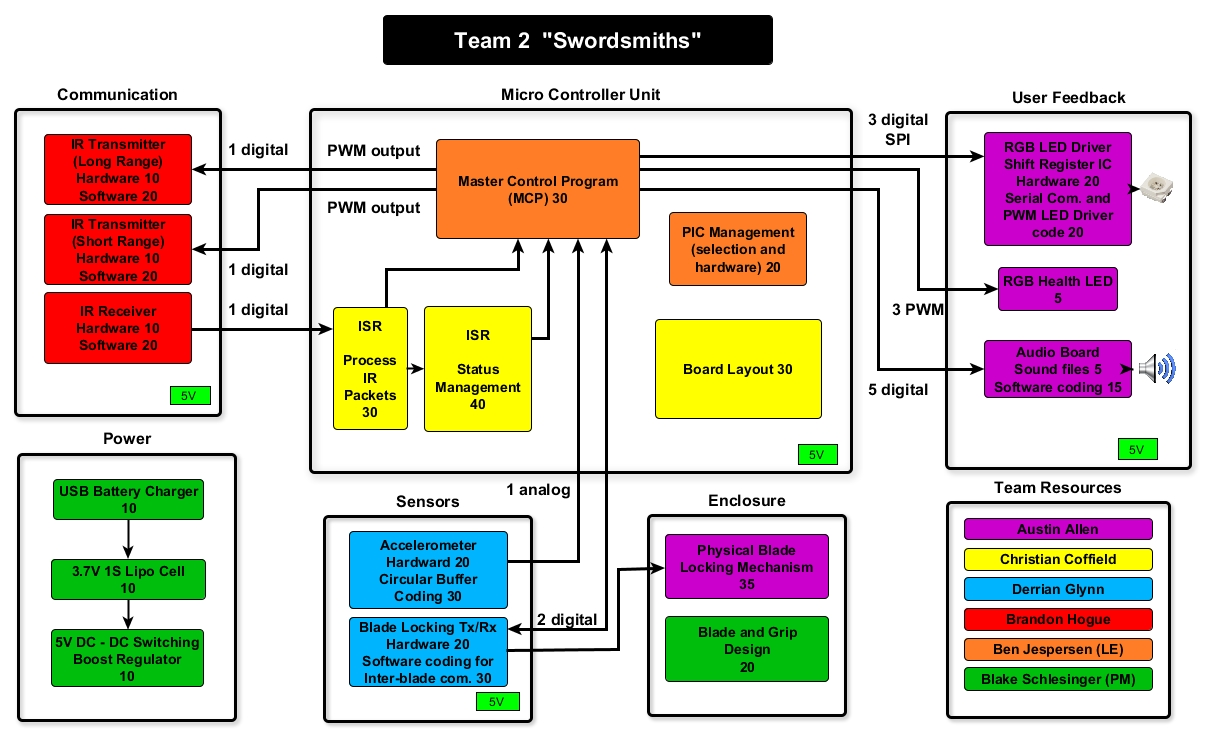 Team 2 "Swordsmiths"
Communication
IR Transmitter
(Long Range)
Hardware 10
Software 20
IR Transmitter
(Short Range)
Hardware 10
Software 20
IR Receiver
Hardware 10
Software 20
5V
1 digital
1 digital
1 digital
Micro Controller Unit
PWM output
PWM output
Master Control Program
(MCP) 30
PIC Management
(selection and
hardware) 20
ISR
Process
IR
Packets
30
ISR
Status
Management
40
Board Layout 30
5V
3 digital
SPI
3 PWM
5 digital
User Feedback
RGB LED Driver
Shift Register IC
Hardware 20
Serial Com. and
PWM LED Driver
code 20
RGB Health LED
5
Audio Board
Sound files 5
Software coding 15
5V
Power
USB Battery Charger
10
3.7V 1S Lipo Cell
10
5V DC - DC Switching
Boost Regulator
10
Sensors
1 analog
Accelerometer
Hardward 20
Circular Buffer
Coding 30
2 digital
Blade Locking Tx/Rx
Hardware 20
Software coding for
Inter-blade com. 30
5V
Enclosure
Physical Blade
Locking Mechanism
35
Blade and Grip
Design
20
Team Resources
Austin Allen
Christian Coffield
Derrian Glynn
Brandon Hogue
Ben Jespersen (LE)
Blake Schlesinger (PM)